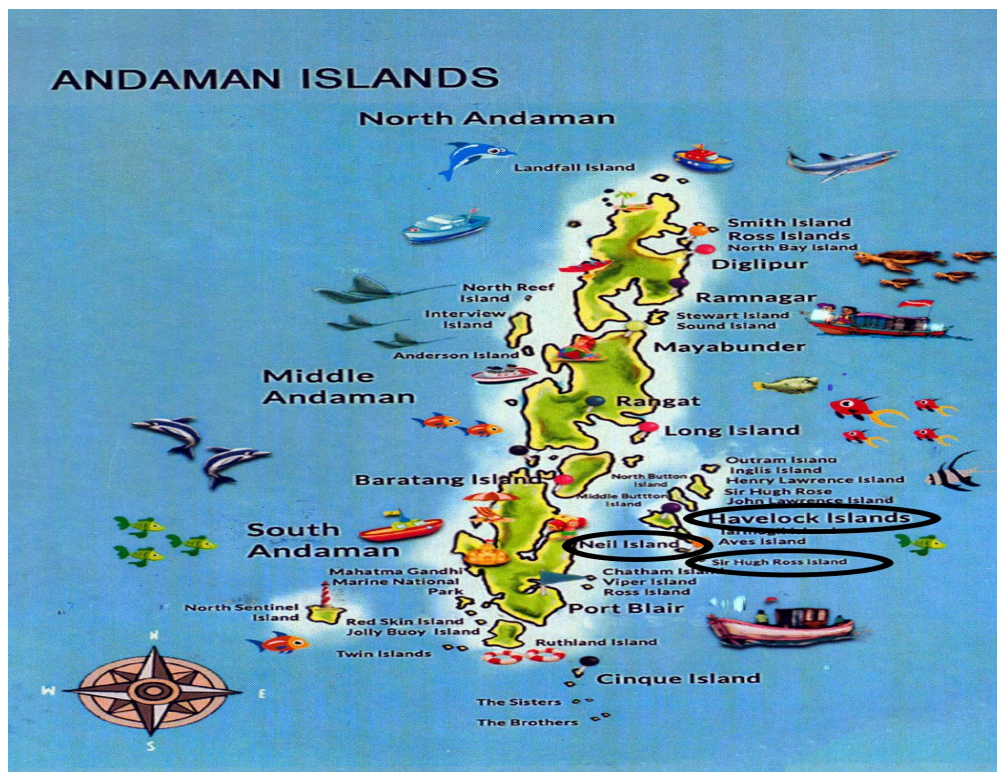 ANDAMAN ISLANDS
North Andaman
Landfall Island
Smith Island
Ross Islands
North Bay Island
Diglipur
North Reef
Island
Ramnagar
Interview
Island
Stewart Island
Sound Island
Anderson Island
Mayabunder
Middle
Andaman
Rangat
Long Island
Outram Island
Inglis Island
Baratang Island
North Button
Island
Henry Lawrence Island
Middle Buttton
Island
Sir Hugh Rose
John Lawrence Island
Havelock Islands
South
Andaman
Neil Island
Aves Island
Sir Hugh Ross Island
Mahatma Gandhi
Marine National
Park
Chatham Island
Viper Island
Ross Island
North Sentinel
Island
Port Blair
Red Skin Island
Jolly Buoy Island
Twin Islands
Ruthland Island
Cinque Island
The Sisters
The Brothers
N
W
E
S